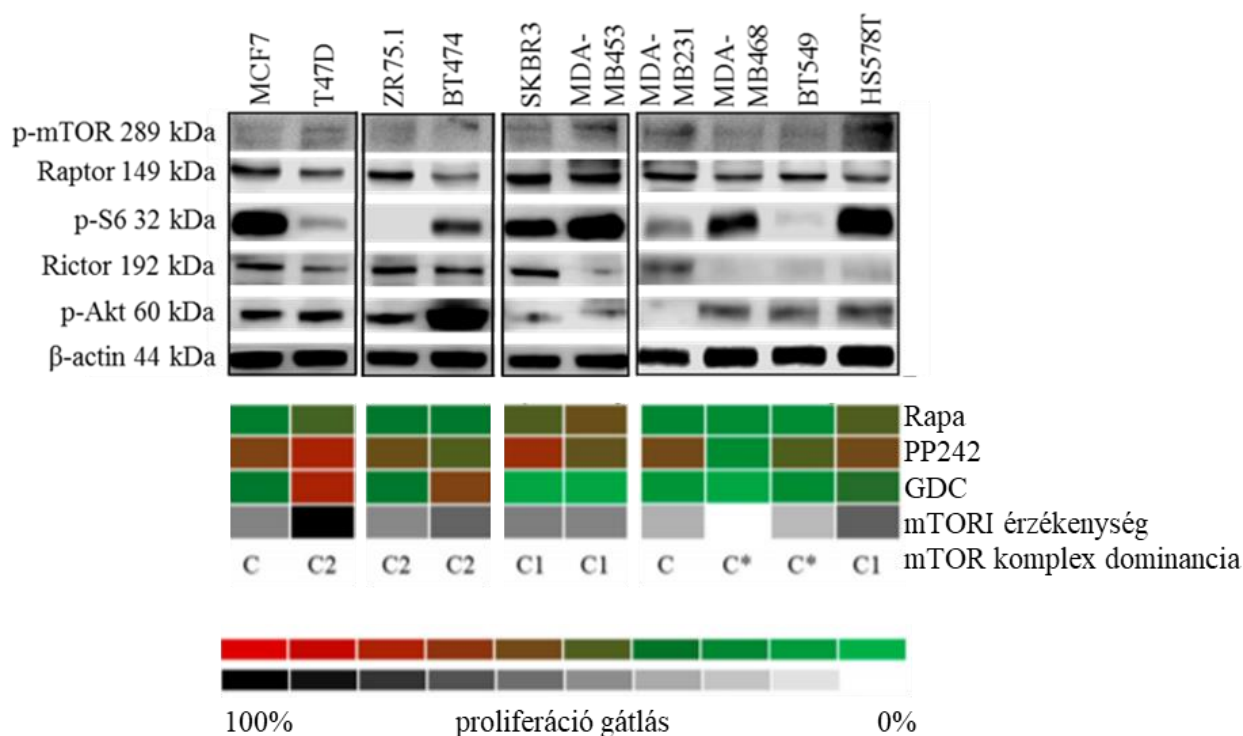 MCF7
T47D
ZR75.1
BT474
SKBR3
MDA-
MB453
MDA-
MB231
MDA-
MB468
BT549
HS578T
p-mTOR 289 kDa
Raptor 149 kDa
p-S6 32 kDa
Rictor 192 kDa
p-Akt 60 kDa
β-actin 44 kDa
Rapa
PP242
GDC
mTORI érzékenység
C C2 C2 C2 C1 C1 C C* C* C1 mTOR komplex dominancia
100% proliferáció gátlás 0%